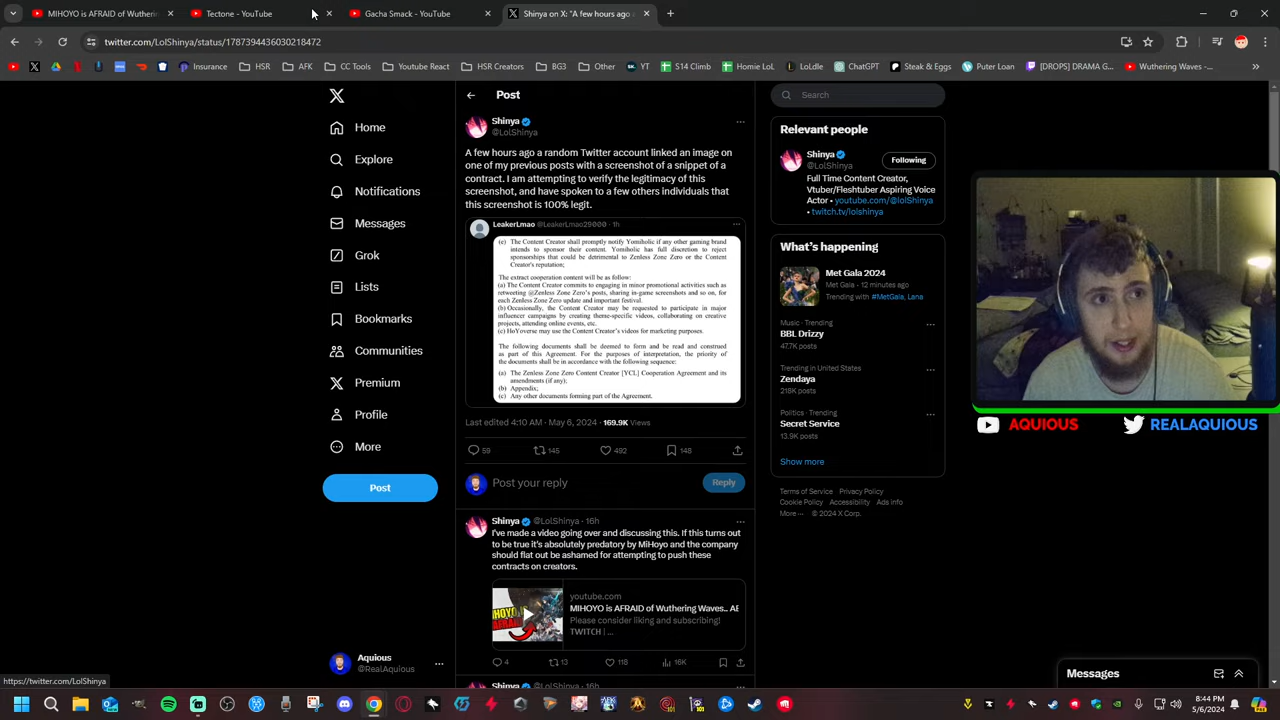 MIHOYO is AFRAID of Wutherin
Tectone - YouTube
Gacha Smack - YouTube
Shinya on X: "A few hours ago a
twitter.com/LolShinya/status/1787394436030218472
Insurance
HSR
AFK
CC Tools
Youtube React
HSR Creators
BG3
Other
YT
S14 Climb
Homie LoL
LoLdle
ChatGPT
Steak & Eggs
Puter Loan
[DROPS] DRAMA G...
Wuthering Waves –...
Home
Explore
Notifications
Messages
Grok
Lists
Bookmarks
Communities
Premium
Profile
More
Post
Aquious
@RealAquious
https://twitter.com/LolShinya
Post
Shinya
@LolShinya
A few hours ago a random Twitter account linked an image on
one of my previous posts with a screenshot of a snippet of a
contract. I am attempting to verify the legitimacy of this
screenshot, and have spoken to a few others individuals that
this screenshot is 100% legit.
LeakerLmao @LeakerLmao29000 · 1h
(e) The Content Creator shall promptly notify Yomiholic if any other gaming brand
intends to sponsor their content. Yomiholic has full discretion to reject
sponsorships that could be detrimental to Zenless Zone Zero or the Content
Creator's reputation;
The extract cooperation content will be as follow:
(a) The Content Creator commits to engaging in minor promotional activities such as
retweeting @Zenless Zone Zero's posts, sharing in-game screenshots and so on, for
each Zenless Zone Zero update and important festival.
(b) Occasionally, the Content Creator may be requested to participate in major
influencer campaigns by creating theme-specific videos, collaborating on creative
projects, attending online events, etc.
(c) HoYoverse may use the Content Creator's videos for marketing purposes.
The following documents shall be deemed to form and be read and construed
as part of this Agreement. For the purposes of interpretation, the priority of
the documents shall be in accordance with the following sequence:
(a) The Zenless Zone Zero Content Creator [YCL] Cooperation Agreement and its
amendments (if any);
(b) Appendix;
(c) Any other documents forming part of the Agreement.
Last edited 4:10 AM · May 6, 2024 · 169.9K Views
59
145
492
148
Post your reply
Reply
Shinya @LolShinya · 16h
I've made a video going over and discussing this. If this turns out
to be true it's absolutely predatory by MiHoyo and the company
should flat out be ashamed for attempting to push these
contracts on creators.
youtube.com
MIHOYO is AFRAID of Wuthering Waves.. AB
Please consider liking and subscribing!
TWITCH | ...
4
13
118
16K
Shinya @LolShinya · 16h
Search
Relevant people
Shinya
@LolShinya
Following
Full Time Content Creator,
Vtuber/Fleshtuber Aspiring Voice
Actor • youtube.com/@lolShinya
• twitch.tv/lolshinya
What's happening
Met Gala 2024
Met Gala · 12 minutes ago
Trending with #MetGala, Lana
Music · Trending
BBL Drizzy
47.7K posts
Trending in United States
Zendaya
218K posts
Politics · Trending
Secret Service
13.9K posts
Show more
Terms of Service Privacy Policy
Cookie Policy Accessibility Ads info
More ··· © 2024 X Corp.
AQUIOUS
REALAQUIOUS
Messages
8:44 PM
5/6/2024